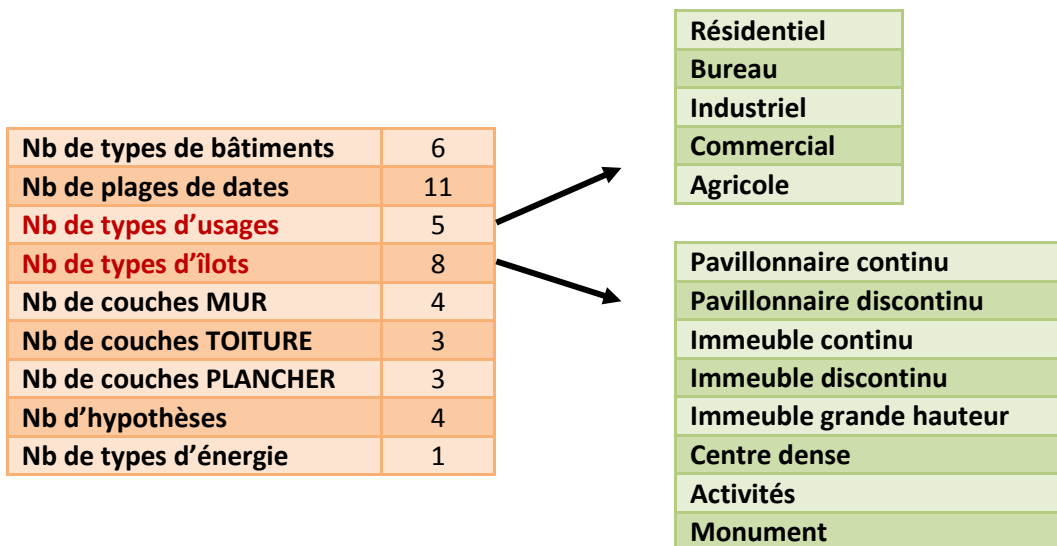 Résidentiel
Bureau
Industriel
Commercial
Agricole
Nb de types de bâtiments 6
Nb de plages de dates 11
Nb de types d’usages 5
Nb de types d’îlots 8
Nb de couches MUR 4
Nb de couches TOITURE 3
Nb de couches PLANCHER 3
Nb d’hypothèses 4
Nb de types d’énergie 1
Pavillonnaire continu
Pavillonnaire discontinu
Immeuble continu
Immeuble discontinu
Immeuble grande hauteur
Centre dense
Activités
Monument